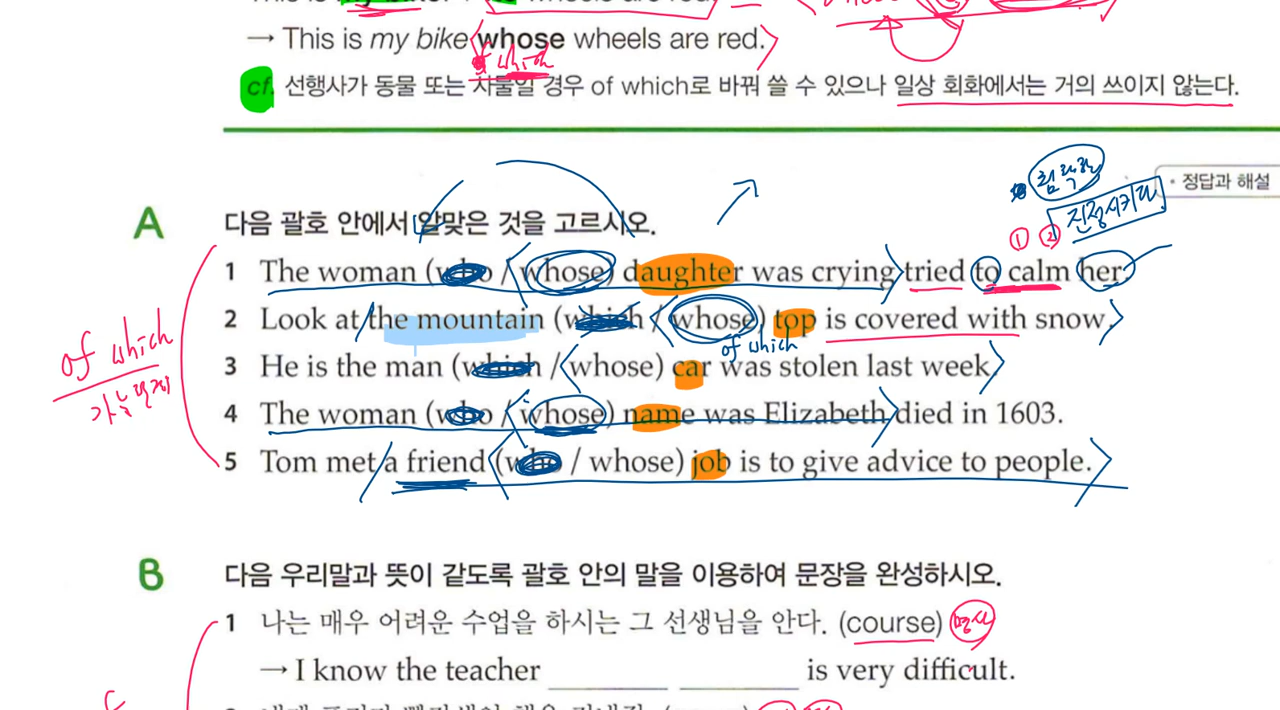 → This is my bike whose wheels are red.
of which
cf. 선행사가 동물 또는 사물일 경우 of which로 바꿔 쓸 수 있으나 일상 회화에서는 거의 쓰이지 않는다.
• 정답과 해설
진정시키다
① ②
A 다음 괄호 안에서 알맞은 것을 고르시오.
1 The woman (who / whose) daughter was crying tried to calm her.
2 Look at the mountain (which / whose) top is covered with snow.
of which
3 He is the man (which / whose) car was stolen last week.
4 The woman (who / whose) name was Elizabeth died in 1603.
5 Tom met a friend (who / whose) job is to give advice to people.
of which
B 다음 우리말과 뜻이 같도록 괄호 안의 말을 이용하여 문장을 완성하시오.
1 나는 매우 어려운 수업을 하시는 그 선생님을 안다. (course) 명사
→ I know the teacher ______ ______ is very difficult.